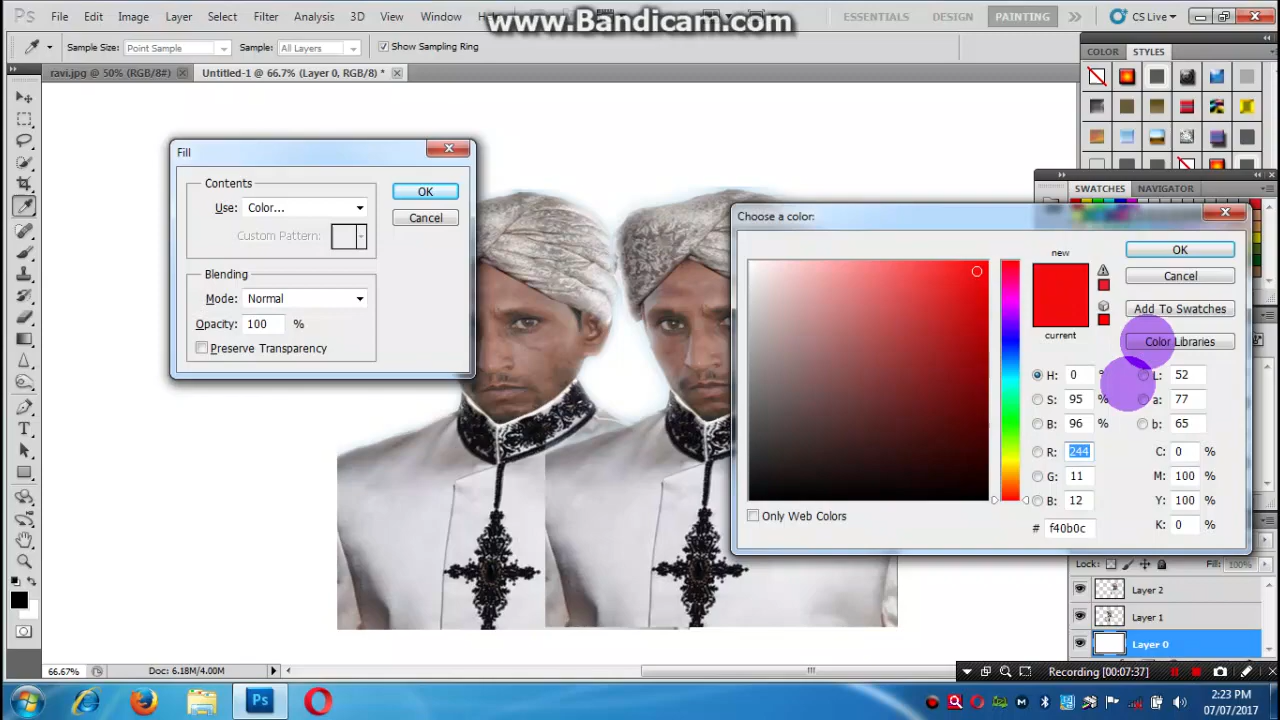 www.Bandicam.com
Ps
File Edit Image Layer Select Filter Analysis 3D View Window
ESSENTIALS DESIGN PAINTING CS Live
Sample Size: Point Sample Sample: All Layers Show Sampling Ring
ravi.jpg @ 50% (RGB/8#) Untitled-1 @ 66.7% (Layer 0, RGB/8) *
COLOR STYLES
Fill
Contents
Use: Color...
Custom Pattern:
Blending
Mode: Normal
Opacity: 100 %
Preserve Transparency
OK
Cancel
SWATCHES NAVIGATOR
Choose a color:
new
current
OK
Cancel
Add To Swatches
Color Libraries
H: 0 °
S: 95 %
B: 96 %
R: 244
G: 11
B: 12
# f40b0c
L: 52
a: 77
b: 65
C: 0 %
M: 100 %
Y: 100 %
K: 0 %
Only Web Colors
Lock: Fill: 100%
Layer 2
Layer 1
Layer 0
66.67% Doc: 6.18M/4.00M
Recording [00:07:37]
Ps
2:23 PM
07/07/2017